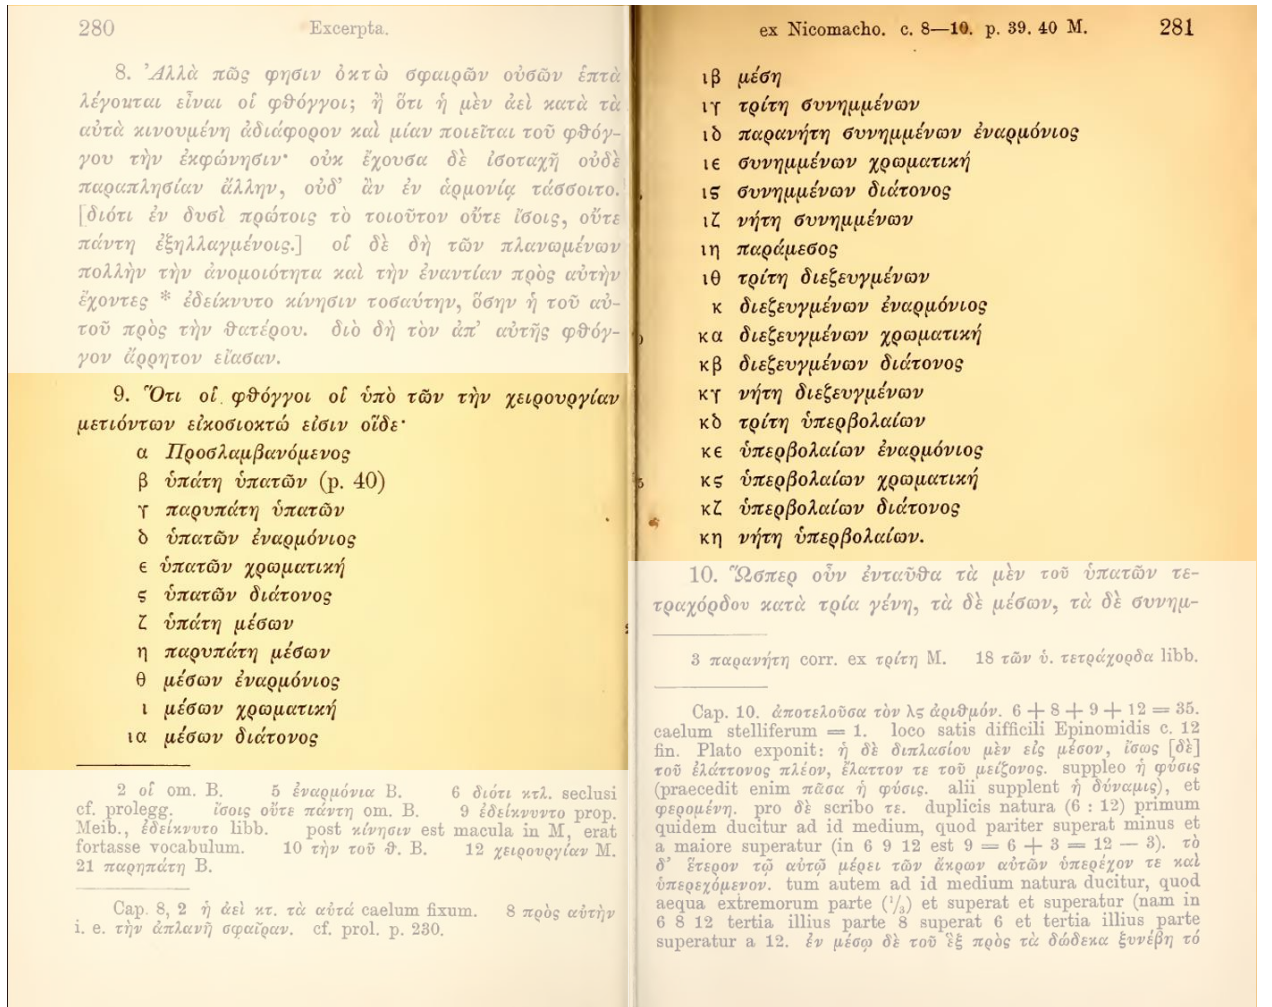 280 Excerpta.
8. Ἀλλὰ πῶς φησιν ὀκτὼ σφαιρῶν οὐσῶν ἑπτὰ
λέγονται εἶναι οἱ φθόγγοι; ἢ ὅτι ἡ μὲν ἀεὶ κατὰ τὰ
αὐτὰ κινουμένη ἀδιάφορον καὶ μίαν ποιεῖται τοῦ φθόγ-
γου τὴν ἐκφώνησιν· οὐκ ἔχουσα δὲ ἰσοταχῆ οὐδὲ
παραπλησίαν ἄλλην, οὐδ’ ἂν ἐν ἁρμονίᾳ τάσσοιτο.
[διότι ἐν δυσὶ πρώτοις τὸ τοιοῦτον οὔτε ἴσοις, οὔτε
πάντη ἐξηλλαγμένοις.] οἱ δὲ δὴ τῶν πλανωμένων
πολλὴν τὴν ἀνομοιότητα καὶ τὴν ἐναντίαν πρὸς αὐτὴν
ἔχοντες * ἐδείκνυτο κίνησιν τοσαύτην, ὅσην ἡ τοῦ αὐ-
τοῦ πρὸς τὴν θατέρου. διὸ δὴ τὸν ἀπ’ αὐτῆς φθόγ-
γον ἄρρητον εἴασαν.
9. Ὅτι οἱ φθόγγοι οἱ ὑπὸ τῶν τὴν χειρουργίαν
μετιόντων εἰκοσιοκτώ εἰσιν οἵδε·
α Προσλαμβανόμενος
β ὑπάτη ὑπατῶν (p. 40)
γ παρυπάτη ὑπατῶν
δ ὑπατῶν ἐναρμόνιος
ε ὑπατῶν χρωματική
ς ὑπατῶν διάτονος
ζ ὑπάτη μέσων
η παρυπάτη μέσων
θ μέσων ἐναρμόνιος
ι μέσων χρωματική
ια μέσων διάτονος
2 οἱ om. B. 5 ἐναρμόνια B. 6 διότι κτλ. seclusi
cf. prolegg. ἴσοις οὔτε πάντη om. B. 9 ἐδείκνυντο prop.
Meib., ἐδείκνυτο libb. post κίνησιν est macula in M, erat
fortasse vocabulum. 10 τὴν τοῦ θ. B. 12 χειρουργίαν M.
21 παρηπάτη B.
Cap. 8, 2 ἡ ἀεὶ κτ. τὰ αὐτά caelum fixum. 8 πρὸς αὐτὴν
i. e. τὴν ἀπλανῆ σφαῖραν. cf. prol. p. 230.
ex Nicomacho. c. 8—10. p. 39. 40 M. 281
ιβ μέση
ιγ τρίτη συνημμένων
ιδ παρανήτη συνημμένων ἐναρμόνιος
ιε συνημμένων χρωματική
ις συνημμένων διάτονος
ιζ νήτη συνημμένων
ιη παράμεσος
ιθ τρίτη διεζευγμένων
κ διεζευγμένων ἐναρμόνιος
κα διεζευγμένων χρωματική
κβ διεζευγμένων διάτονος
κγ νήτη διεζευγμένων
κδ τρίτη ὑπερβολαίων
κε ὑπερβολαίων ἐναρμόνιος
κς ὑπερβολαίων χρωματική
κζ ὑπερβολαίων διάτονος
κη νήτη ὑπερβολαίων.
10. Ὥσπερ οὖν ἐνταῦθα τὰ μὲν τοῦ ὑπατῶν τε-
τραχόρδου κατὰ τρία γένη, τὰ δὲ μέσων, τὰ δὲ συνημ-
3 παρανήτη corr. ex τρίτη M. 18 τῶν ὑ. τετράχορδα libb.
Cap. 10. ἀποτελοῦσα τὸν λς ἀριθμόν. 6 + 8 + 9 + 12 = 35.
caelum stelliferum = 1. loco satis difficili Epinomidis c. 12
fin. Plato exponit: ἡ δὲ διπλασίου μὲν εἰς μέσον, ἴσως [δὲ]
τοῦ ἐλάττονος πλέον, ἔλαττον τε τοῦ μείζονος. suppleo ἡ φύσις
(praecedit enim πᾶσα ἡ φύσις. alii supplent ἡ δύναμις), et
φερομένη. pro δὲ scribo τε. duplicis natura (6 : 12) primum
quidem ducitur ad id medium, quod pariter superat minus et
a maiore superatur (in 6 9 12 est 9 = 6 + 3 = 12 — 3). τὸ
δ’ ἕτερον τῷ αὐτῷ μέρει τῶν ἄκρων αὐτῶν ὑπερέχον τε καὶ
ὑπερεχόμενον. tum autem ad id medium natura ducitur, quod
aequa extremorum parte (1/3) et superat et superatur (nam in
6 8 12 tertia illius parte 8 superat 6 et tertia illius parte
superatur a 12. ἐν μέσῳ δὲ τοῦ ἓξ πρὸς τὰ δώδεκα ξυνέβη τό